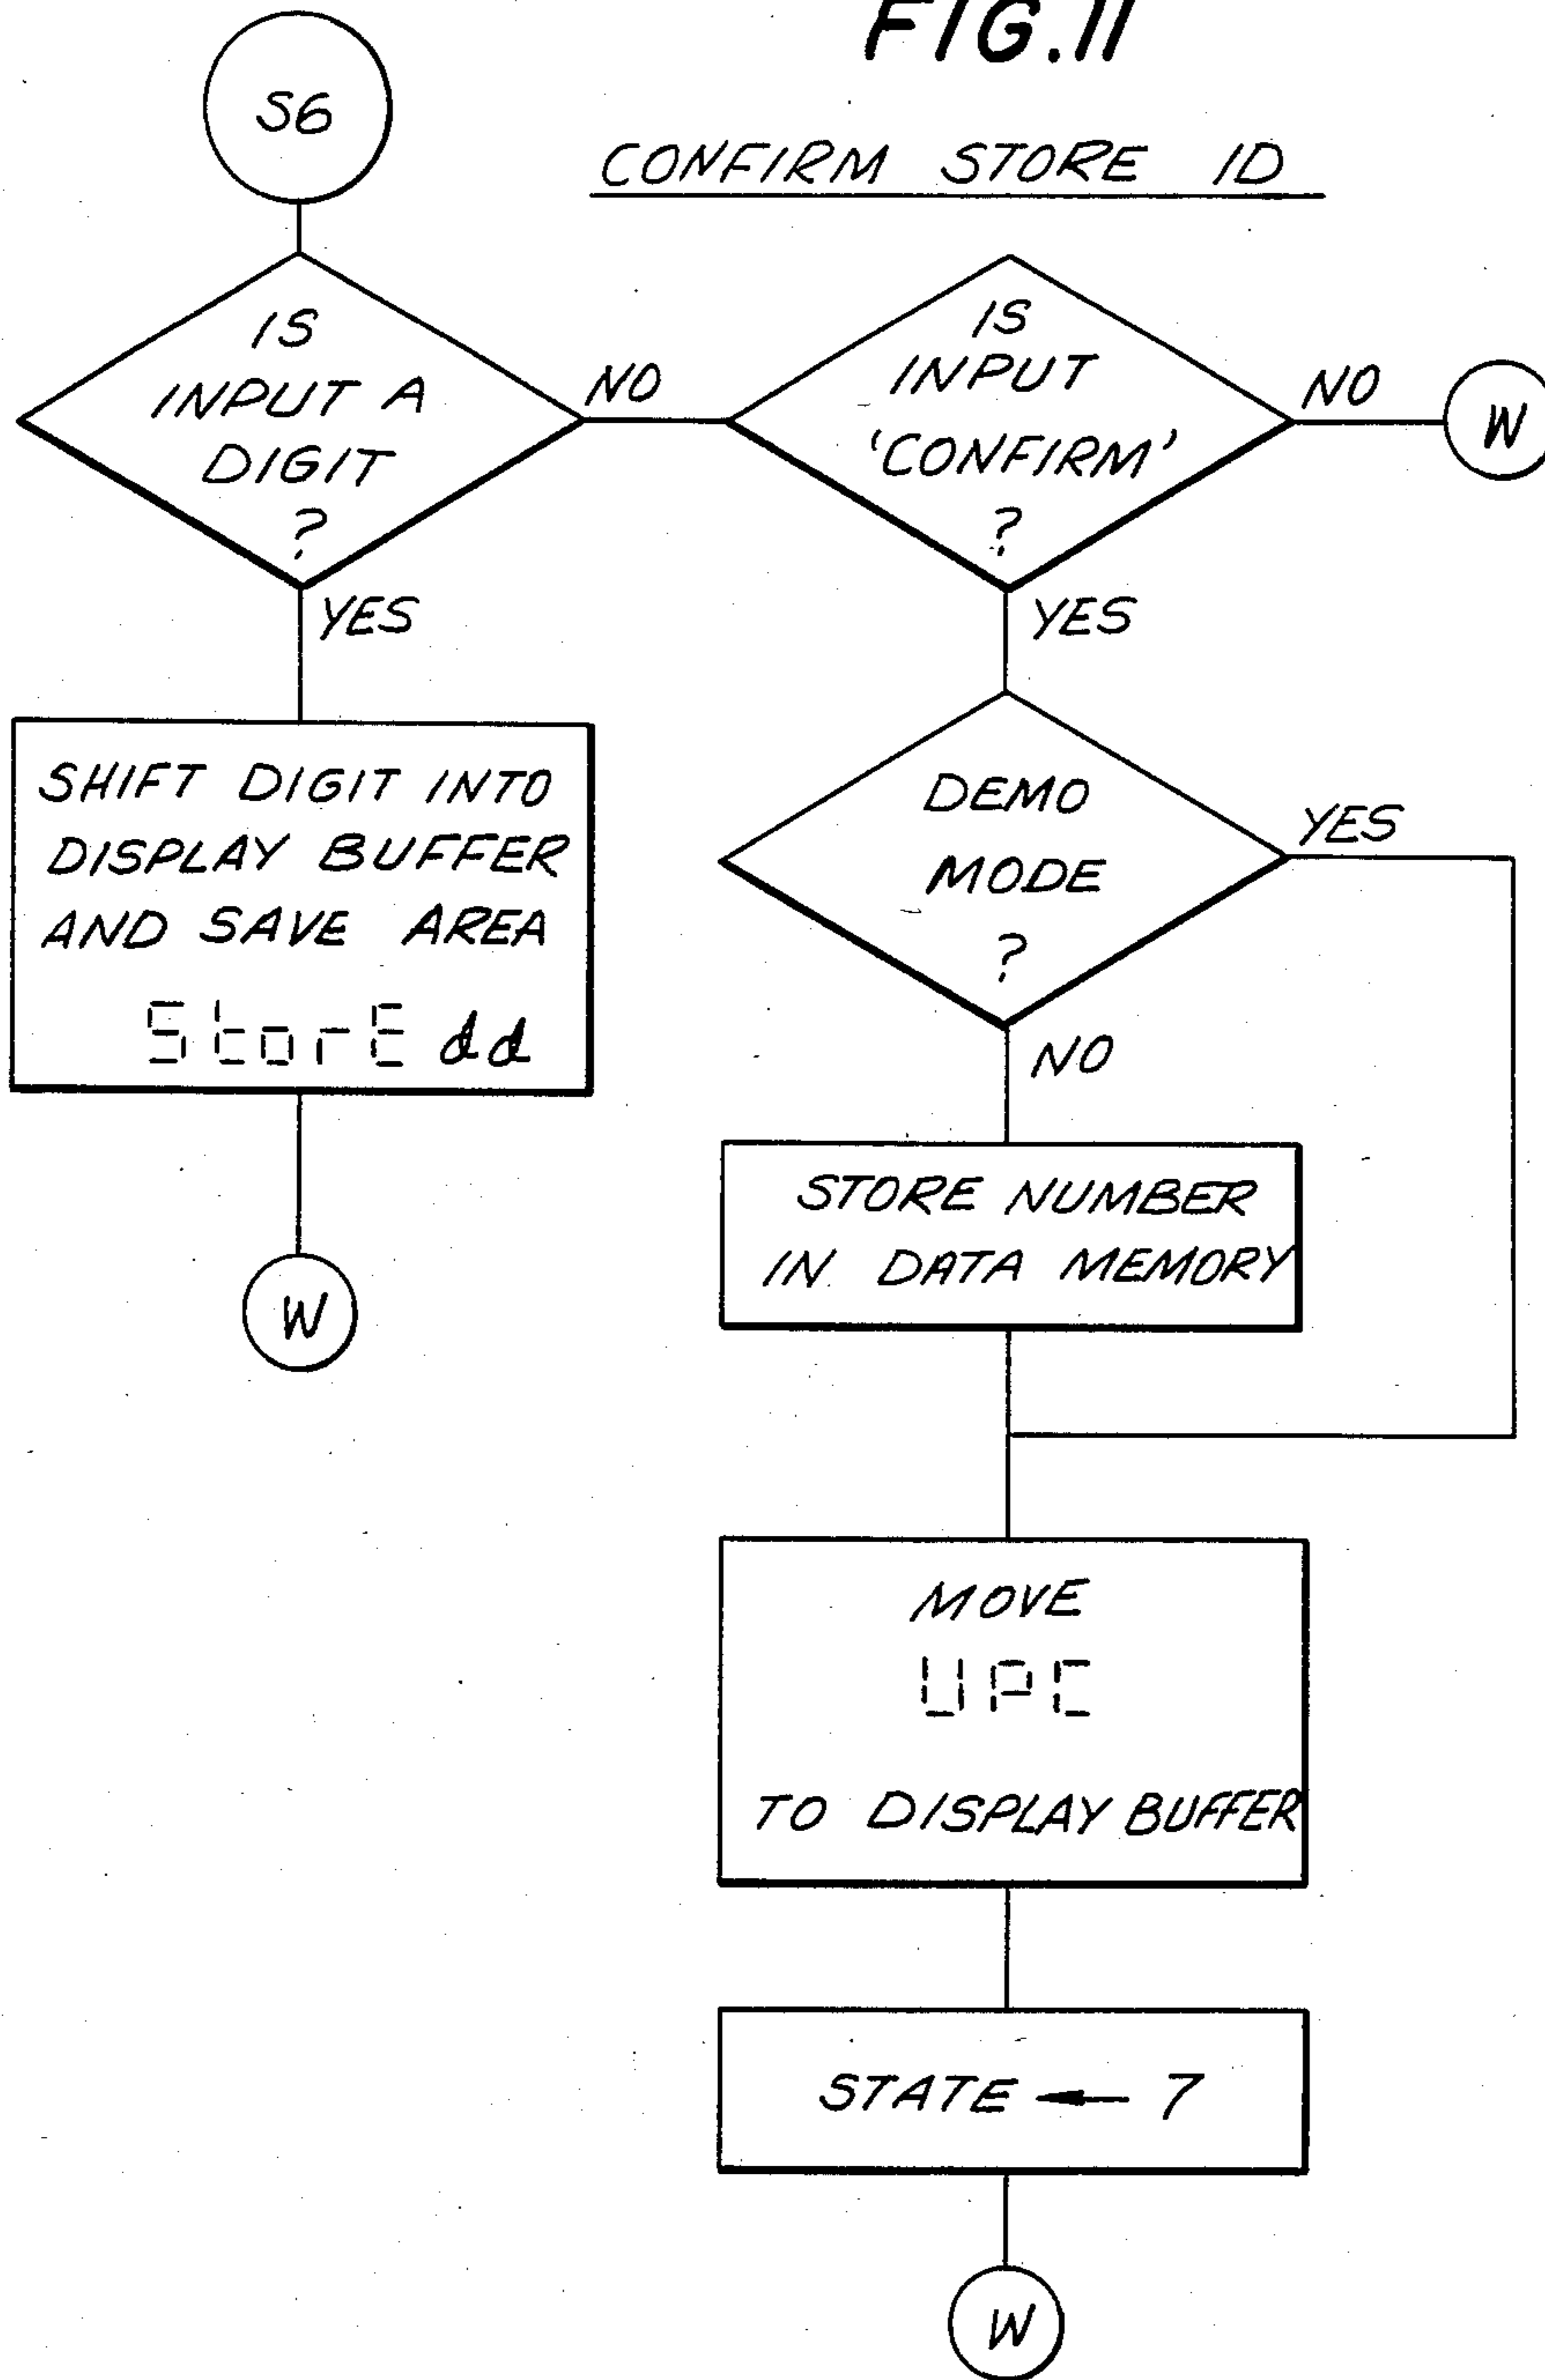 FIG. 11
CONFIRM STORE ID
S6
IS
INPUT A
DIGIT
?
NO
YES
IS
INPUT
'CONFIRM'
?
NO
W
YES
SHIFT DIGIT INTO
DISPLAY BUFFER
AND SAVE AREA
StorE dd
W
DEMO
MODE
?
YES
NO
STORE NUMBER
IN DATA MEMORY
MOVE
UPC
TO DISPLAY BUFFER
STATE ← 7
W